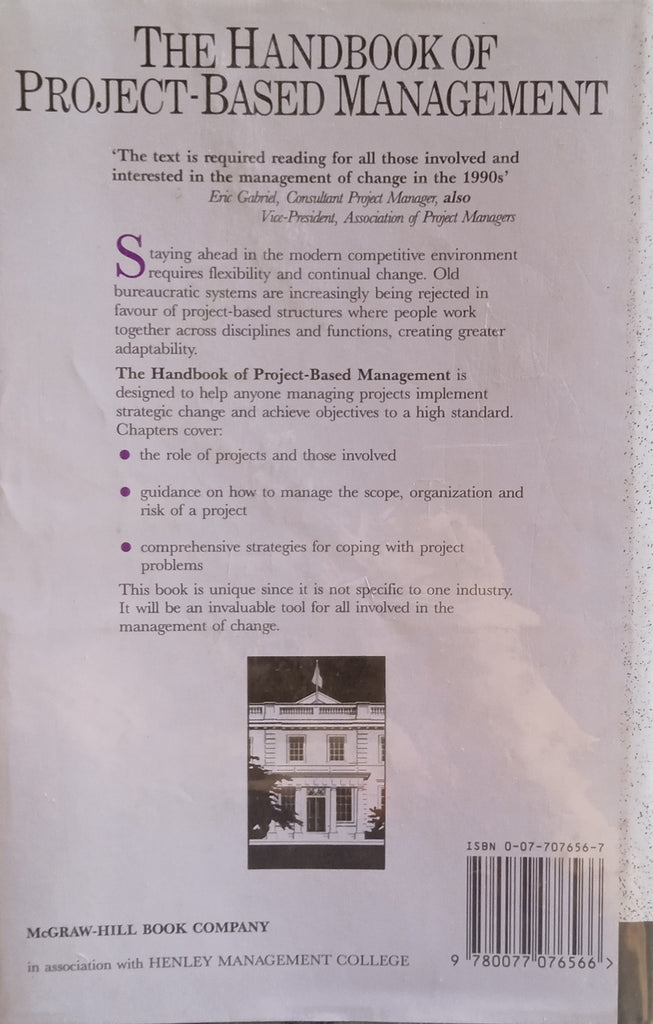 THE HANDBOOK OF
PROJECT-BASED MANAGEMENT
'The text is required reading for all those involved and
interested in the management of change in the 1990s'
Eric Gabriel, Consultant Project Manager, also
Vice-President, Association of Project Managers
Staying ahead in the modern competitive environment
requires flexibility and continual change. Old
bureaucratic systems are increasingly being rejected in
favour of project-based structures where people work
together across disciplines and functions, creating greater
adaptability.
The Handbook of Project-Based Management is
designed to help anyone managing projects implement
strategic change and achieve objectives to a high standard.
Chapters cover:
● the role of projects and those involved
● guidance on how to manage the scope, organization and
risk of a project
● comprehensive strategies for coping with project
problems
This book is unique since it is not specific to one industry.
It will be an invaluable tool for all involved in the
management of change.
ISBN 0-07-707656-7
McGRAW-HILL BOOK COMPANY
in association with HENLEY MANAGEMENT COLLEGE
9 780077 076566 >